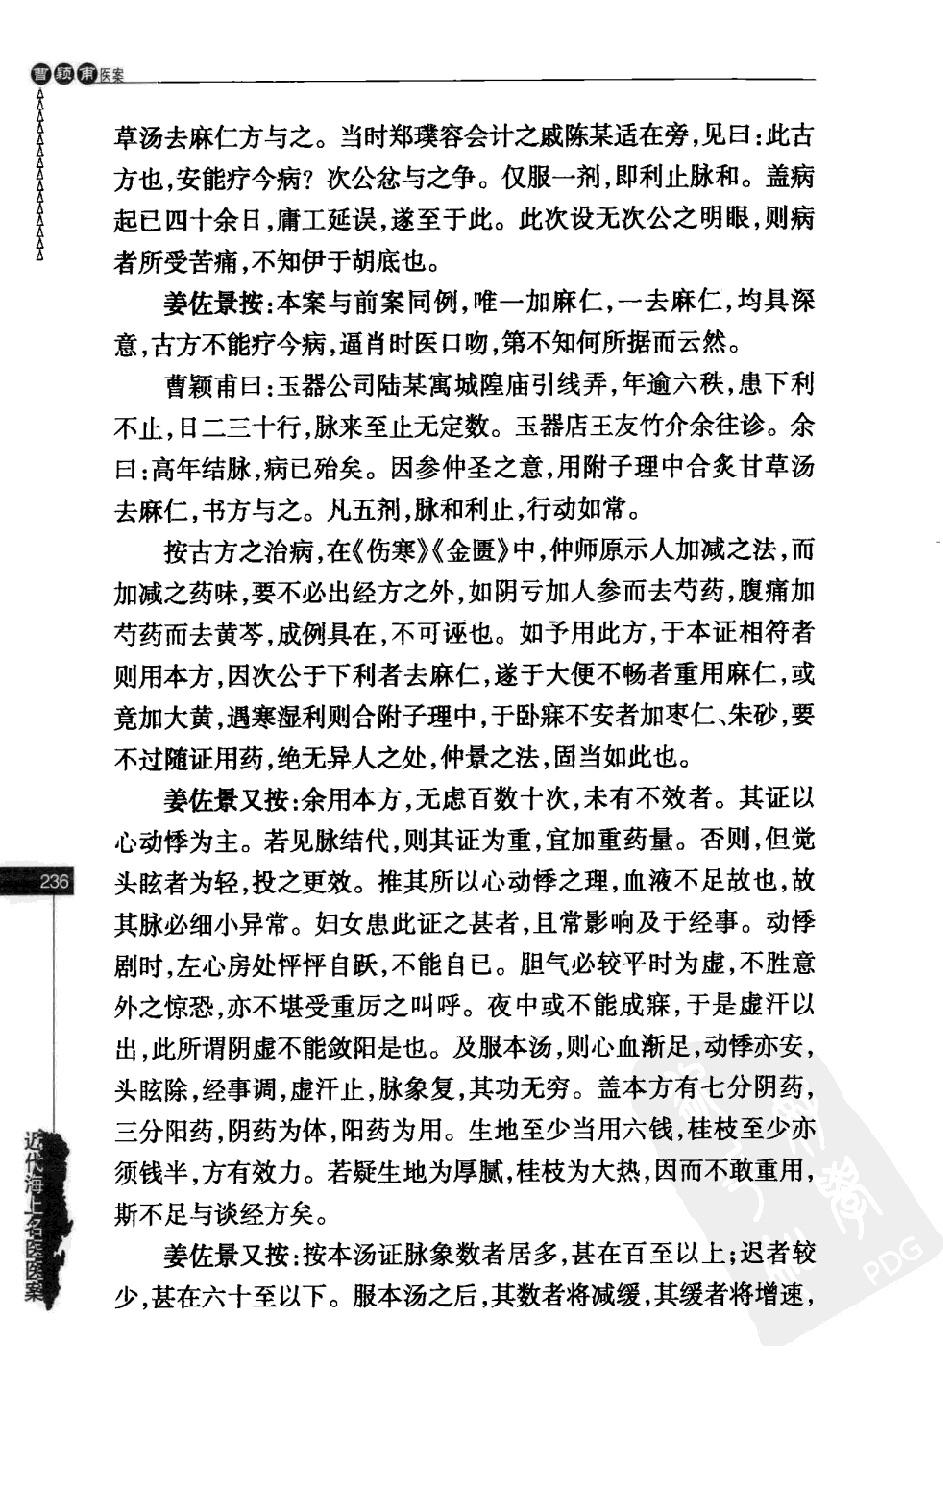 曹颖甫医案
草汤去麻仁方与之。当时郑璞容会计之戚陈某适在旁,见曰:此古
方也,安能疗今病?次公忿与之争。仅服一剂,即利止脉和。盖病
起已四十余日,庸工延误,遂至于此。此次设无次公之明眼,则病
者所受苦痛,不知伊于胡底也。
姜佐景按:本案与前案同例,唯一加麻仁,一去麻仁,均具深
意,古方不能疗今病,逼肖时医口吻,第不知何所据而云然。
曹颖甫曰:玉器公司陆某寓城隍庙引线弄,年逾六秩,患下利
不止,日二三十行,脉来至止无定数。玉器店王友竹介余往诊。余
曰:高年结脉,病已殆矣。因参仲圣之意,用附子理中合炙甘草汤
去麻仁,书方与之。凡五剂,脉和利止,行动如常。
按古方之治病,在《伤寒》《金匮》中,仲师原示人加减之法,而
加减之药味,要不必出经方之外,如阴亏加人参而去芍药,腹痛加
芍药而去黄芩,成例具在,不可诬也。如予用此方,于本证相符者
则用本方,因次公于下利者去麻仁,遂于大便不畅者重用麻仁,或
竟加大黄,遇寒湿利则合附子理中,于卧寐不安者加枣仁、朱砂,要
不过随证用药,绝无异人之处,仲景之法,固当如此也。
姜佐景又按:余用本方,无虑百数十次,未有不效者。其证以
心动悸为主。若见脉结代,则其证为重,宜加重药量。否则,但觉
头眩者为轻,投之更效。推其所以心动悸之理,血液不足故也,故
其脉必细小异常。妇女患此证之甚者,且常影响及于经事。动悸
剧时,左心房处怦怦自跃,不能自已。胆气必较平时为虚,不胜意
外之惊恐,亦不堪受重厉之叫呼。夜中或不能成寐,于是虚汗以
出,此所谓阴虚不能敛阳是也。及服本汤,则心血渐足,动悸亦安,
头眩除,经事调,虚汗止,脉象复,其功无穷。盖本方有七分阴药,
三分阳药,阴药为体,阳药为用。生地至少当用六钱,桂枝至少亦
须钱半,方有效力。若疑生地为厚腻,桂枝为大热,因而不敢重用,
斯不足与谈经方矣。
姜佐景又按:按本汤证脉象数者居多,甚在百至以上;迟者较
少,甚在六十至以下。服本汤之后,其数者将减缓,其缓者将增速,
236
近代海上名医医案
PDG